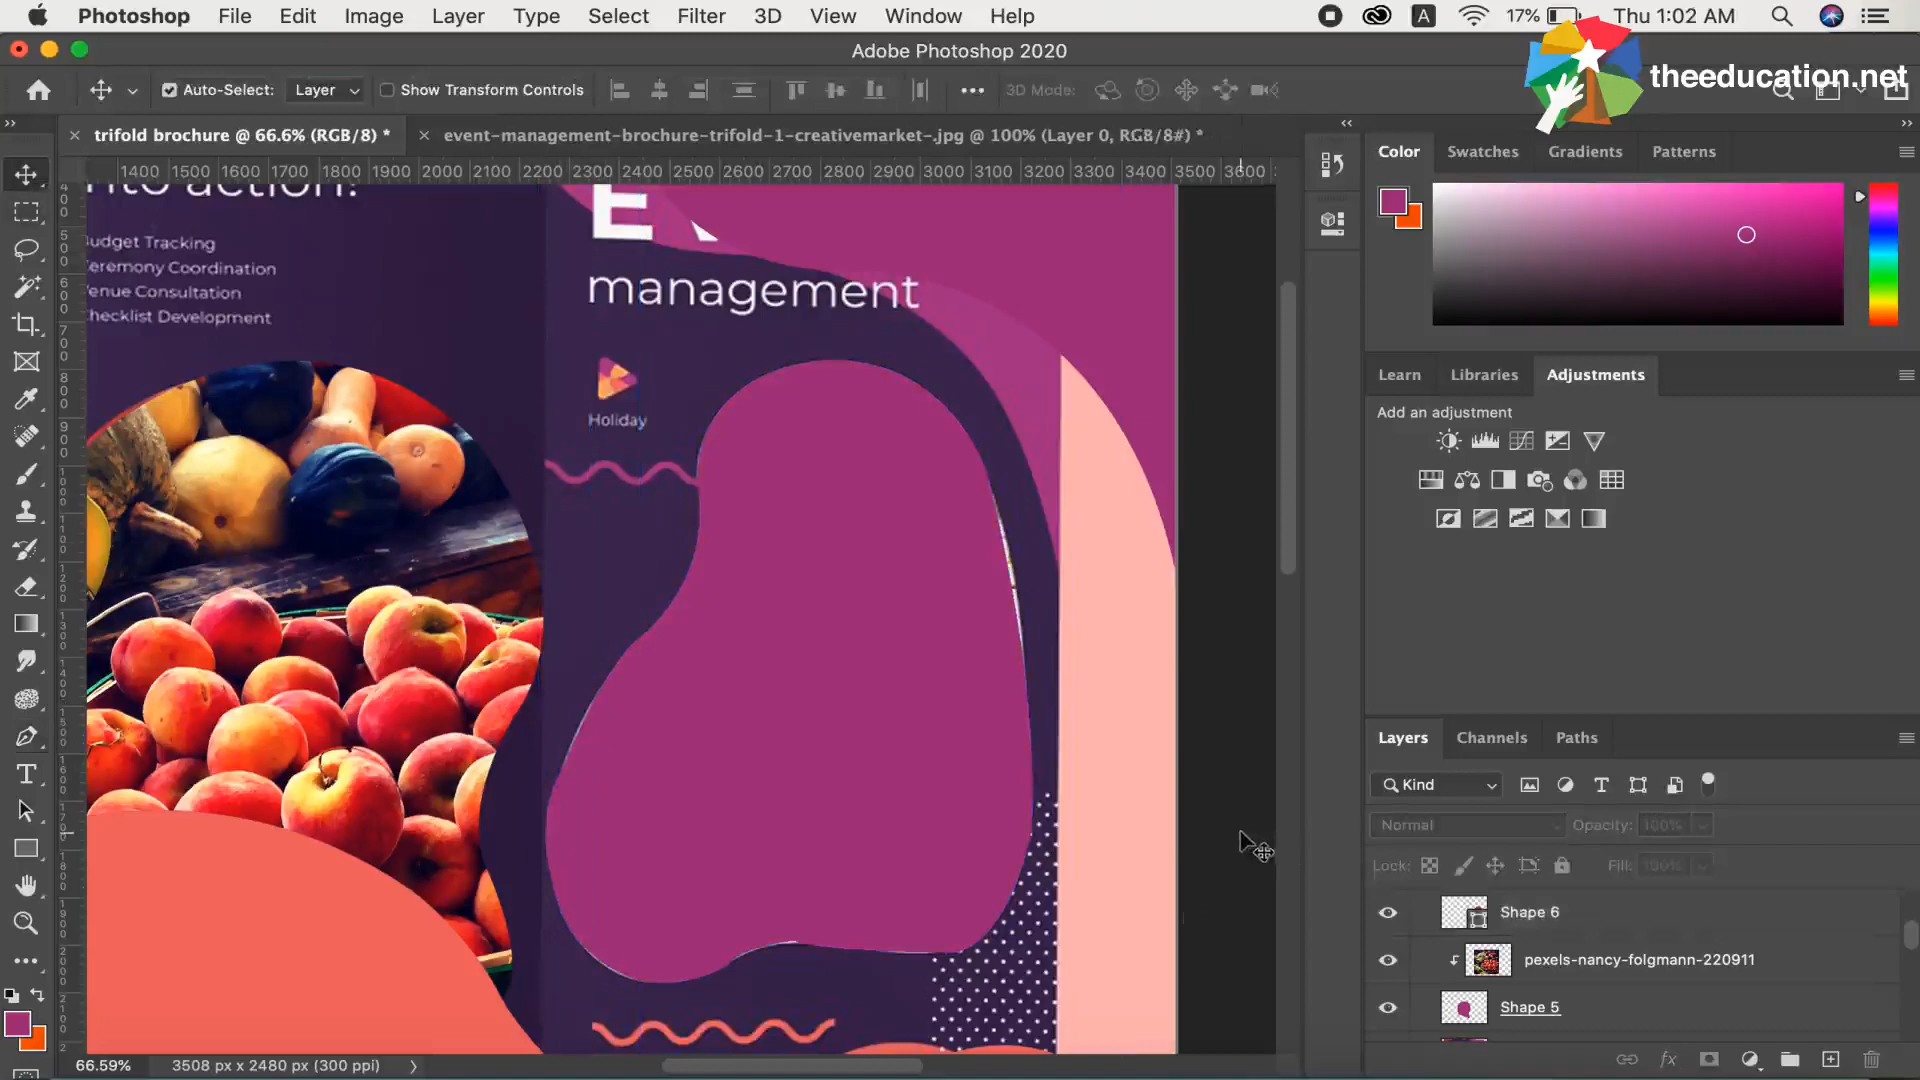 Photoshop File Edit Image Layer Type Select Filter 3D View Window Help A 17% Thu 1:02 AM
Adobe Photoshop 2020
theeducation.net
Auto-Select: Layer Show Transform Controls 3D Mode:
trifold brochure @ 66.6% (RGB/8) * event-management-brochure-trifold-1-creativemarket-.jpg @ 100% (Layer 0, RGB/8#) *
Color Swatches Gradients Patterns
1400 1500 1600 1700 1800 1900 2000 2100 2200 2300 2400 2500 2600 2700 2800 2900 3000 3100 3200 3300 3400 3500 3600
nto action!
E
Budget Tracking
Ceremony Coordination
Venue Consultation
Checklist Development
management
Holiday
Learn Libraries Adjustments
Add an adjustment
Layers Channels Paths
Kind
Normal Opacity: 100%
Lock: Fill: 100%
Shape 6
pexels-nancy-folgmann-220911
Shape 5
66.59% 3508 px x 2480 px (300 ppi)